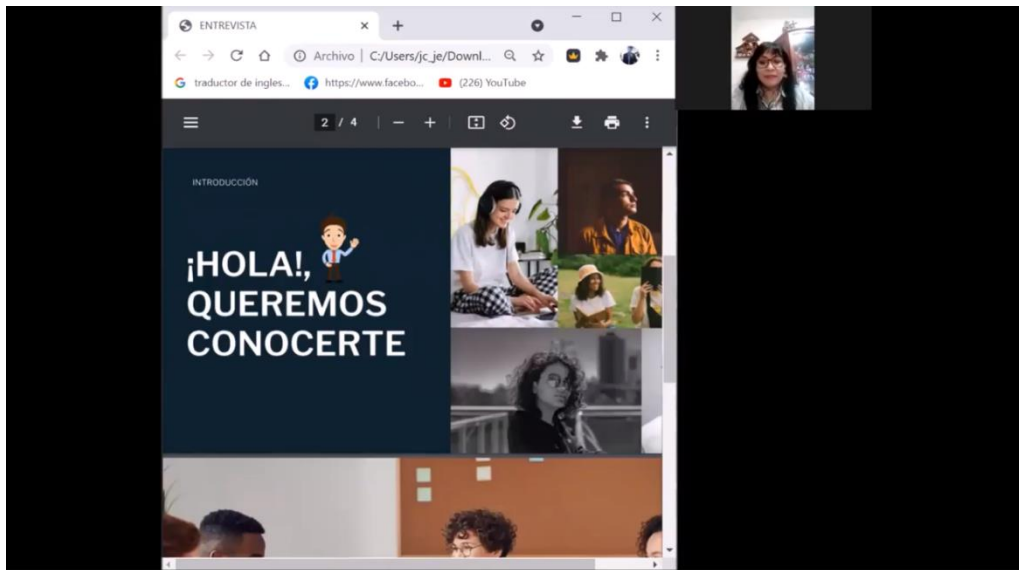 ENTREVISTA
Archivo | C:/Users/jc_je/Downl...
traductor de ingles...
https://www.facebo...
(226) YouTube
2 / 4
INTRODUCCIÓN
¡HOLA!,
QUEREMOS
CONOCERTE